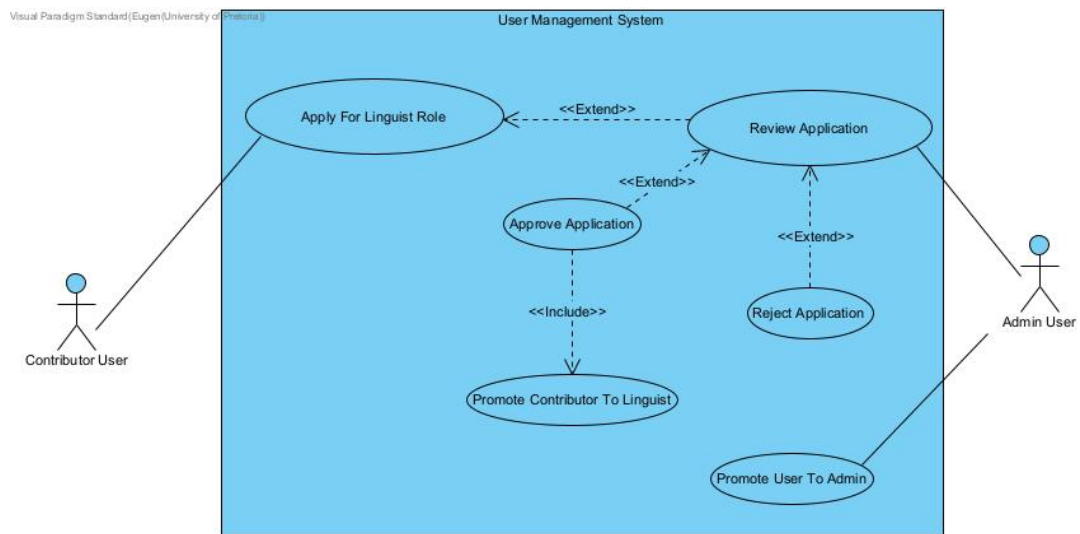 Visual Paradigm Standard(Eugen(University of Pretoria))
User Management System
Apply For Linguist Role
<<Extend>>
Review Application
<<Extend>>
Approve Application
<<Extend>>
<<Include>>
Reject Application
Contributor User
Admin User
Promote Contributor To Linguist
Promote User To Admin